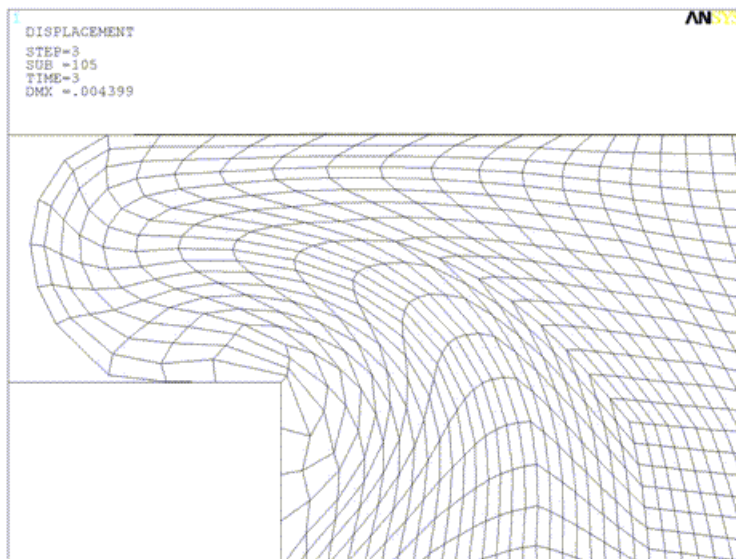 1
DISPLACEMENT
STEP=3
SUB =105
TIME=3
DMX =.004399
ANSYS